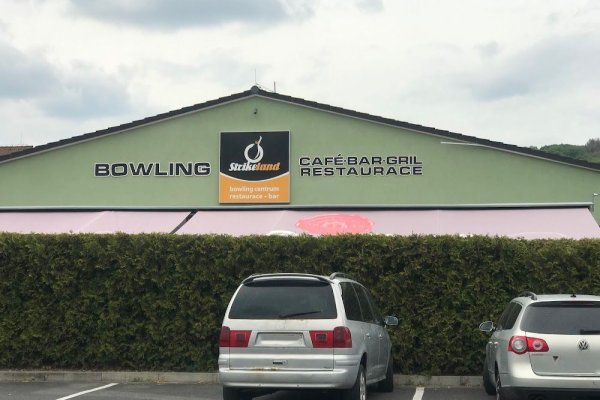 BOWLING
Strikeland
bowling centrum
restaurace - bar
CAFÉ·BAR·GRIL
RESTAURACE